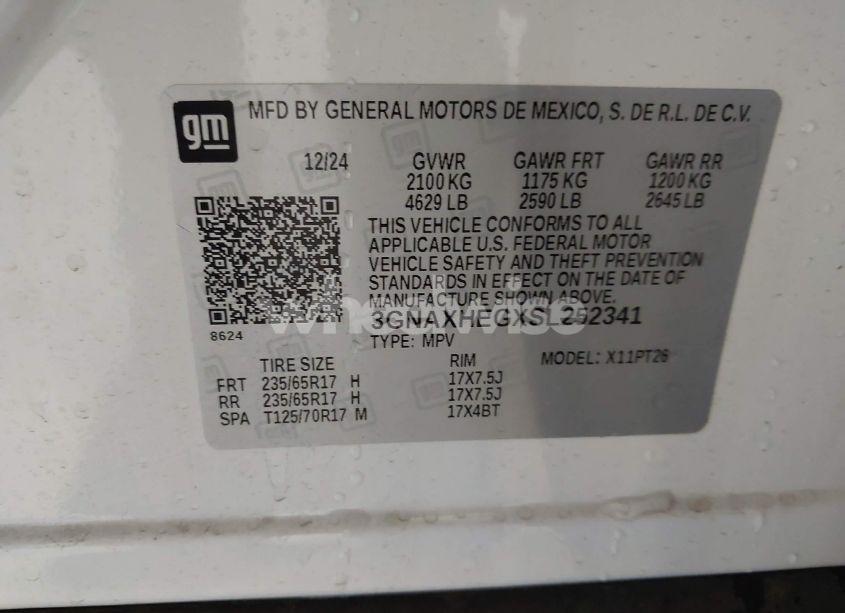 gm MFD BY GENERAL MOTORS DE MEXICO, S. DE R.L. DE C.V.
12/24 GVWR GAWR FRT GAWR RR
2100 KG 1175 KG 1200 KG
4629 LB 2590 LB 2645 LB
THIS VEHICLE CONFORMS TO ALL
APPLICABLE U.S. FEDERAL MOTOR
VEHICLE SAFETY AND THEFT PREVENTION
STANDARDS IN EFFECT ON THE DATE OF
MANUFACTURE SHOWN ABOVE.
3GNAXHEGXSL252341
8624 TYPE: MPV MODEL: X11PT26
TIRE SIZE RIM
FRT 235/65R17 H 17X7.5J
RR 235/65R17 H 17X7.5J
SPA T125/70R17 M 17X4BT